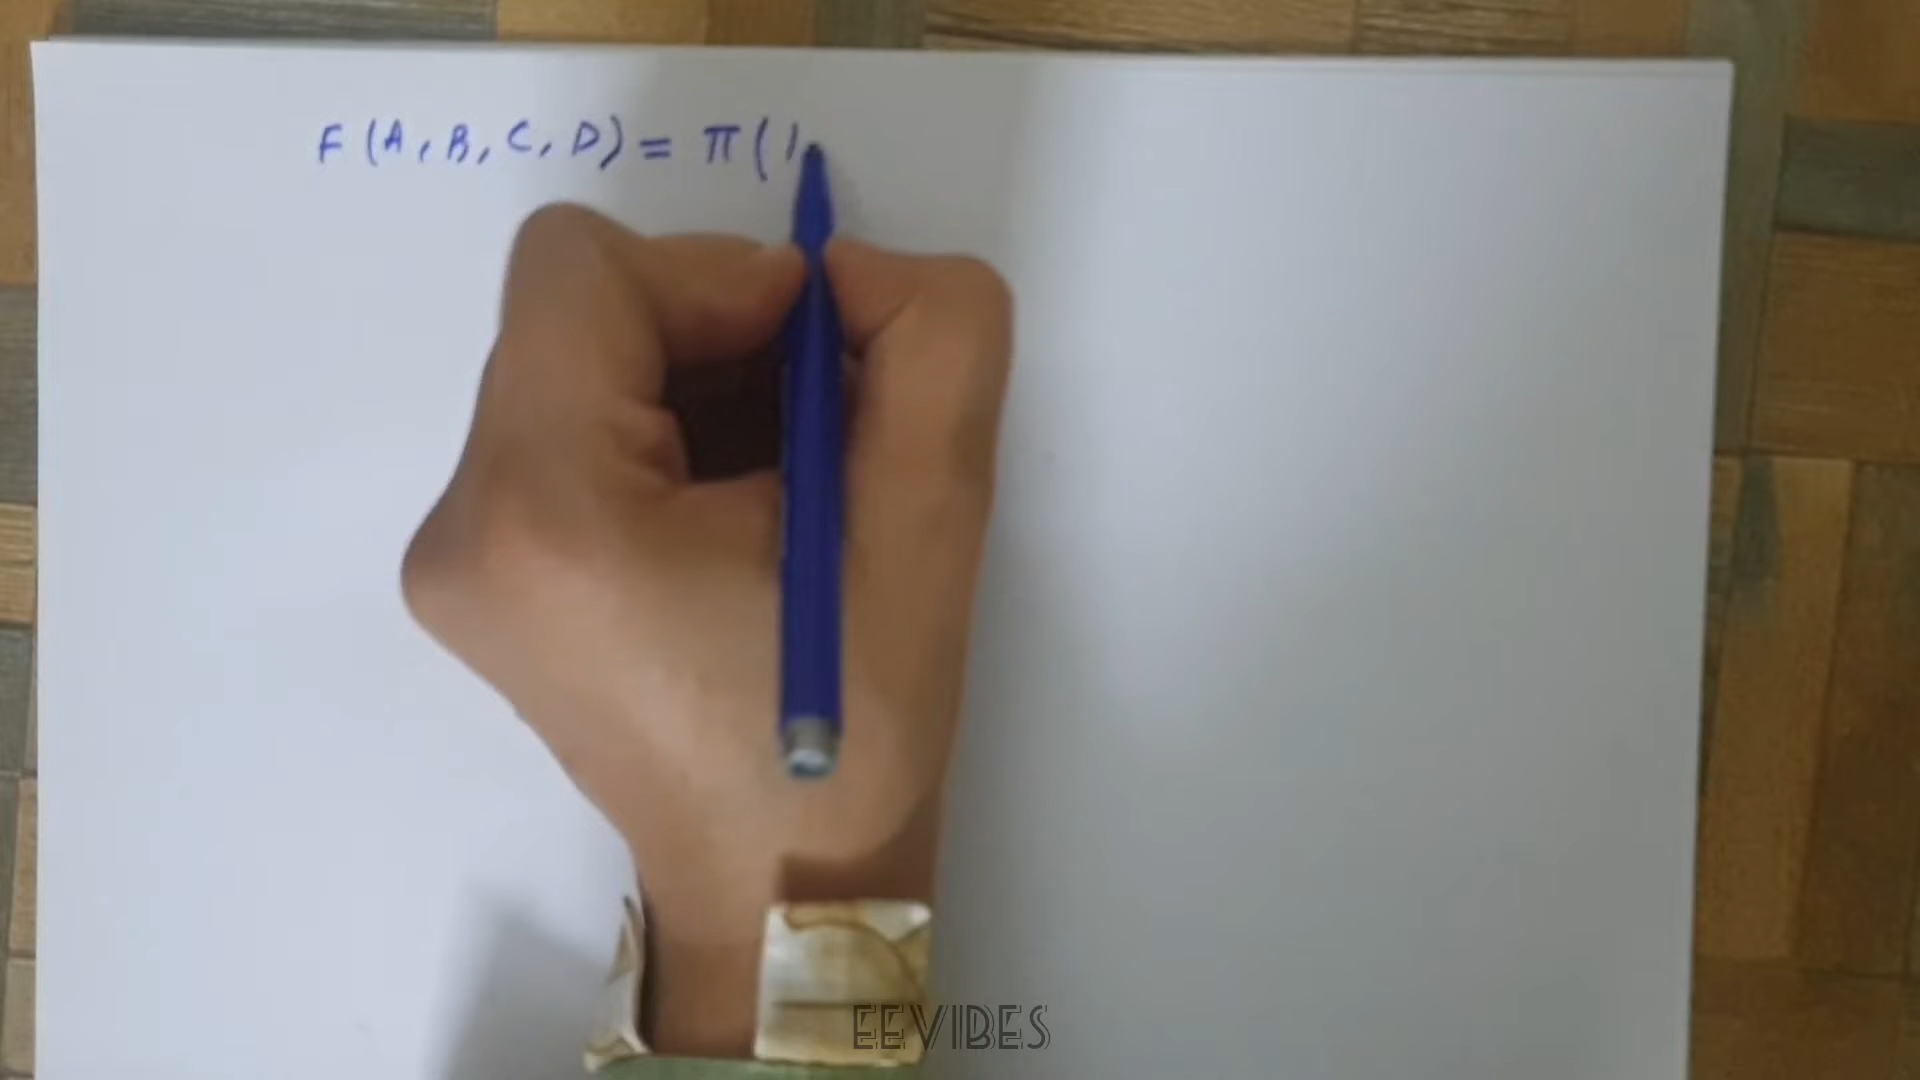 F (A, B, C, D) = π (1,
EEVIBES